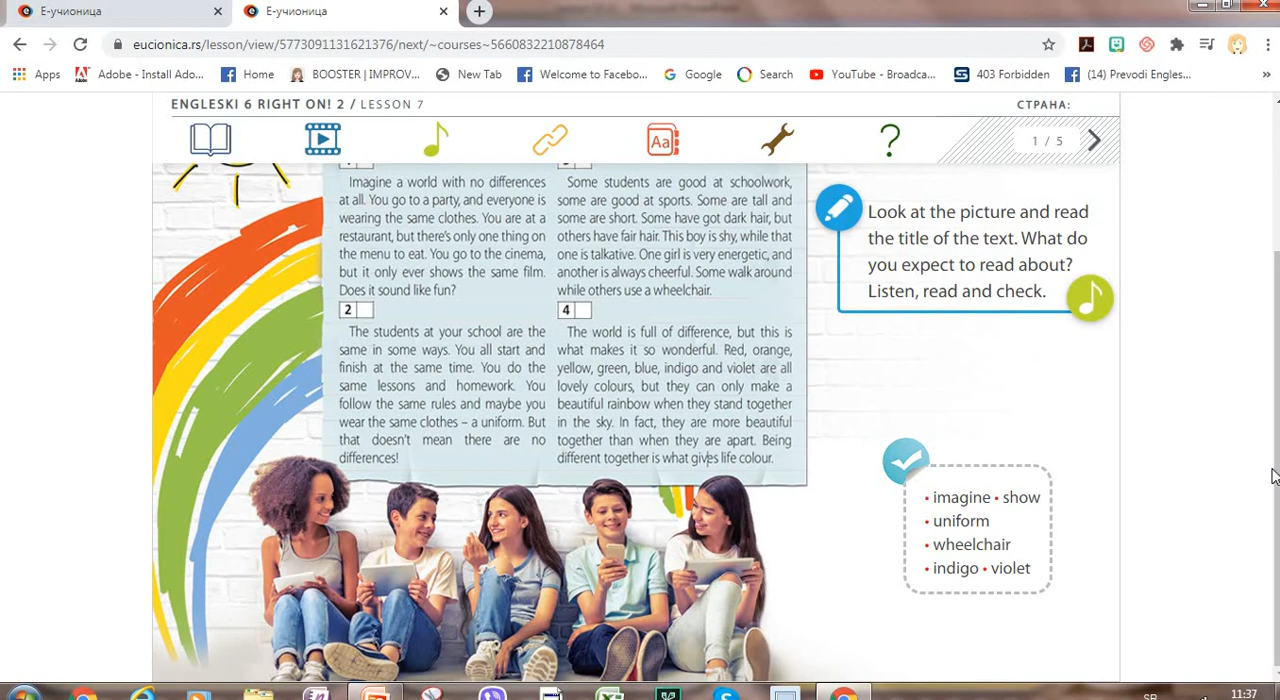 Е-учионица
Е-учионица
eucionica.rs/lesson/view/5773091131621376/next/~courses~5660832210878464
Apps Adobe - Install Ado... Home BOOSTER | IMPROV... New Tab Welcome to Facebo... Google Search YouTube - Broadca... 403 Forbidden (14) Prevodi Engles... »
ENGLESKI 6 RIGHT ON! 2 / LESSON 7
СТРАНА:
Aa
?
1 / 5
Imagine a world with no differences
at all. You go to a party, and everyone is
wearing the same clothes. You are at a
restaurant, but there's only one thing on
the menu to eat. You go to the cinema,
but it only ever shows the same film.
Does it sound like fun?
2
The students at your school are the
same in some ways. You all start and
finish at the same time. You do the
same lessons and homework. You
follow the same rules and maybe you
wear the same clothes – a uniform. But
that doesn't mean there are no
differences!
Some students are good at schoolwork,
some are good at sports. Some are tall and
some are short. Some have got dark hair, but
others have fair hair. This boy is shy, while that
one is talkative. One girl is very energetic, and
another is always cheerful. Some walk around
while others use a wheelchair.
4
The world is full of difference, but this is
what makes it so wonderful. Red, orange,
yellow, green, blue, indigo and violet are all
lovely colours, but they can only make a
beautiful rainbow when they stand together
in the sky. In fact, they are more beautiful
together than when they are apart. Being
different together is what gives life colour.
Look at the picture and read
the title of the text. What do
you expect to read about?
Listen, read and check.
• imagine • show
• uniform
• wheelchair
• indigo • violet
SR
11:37